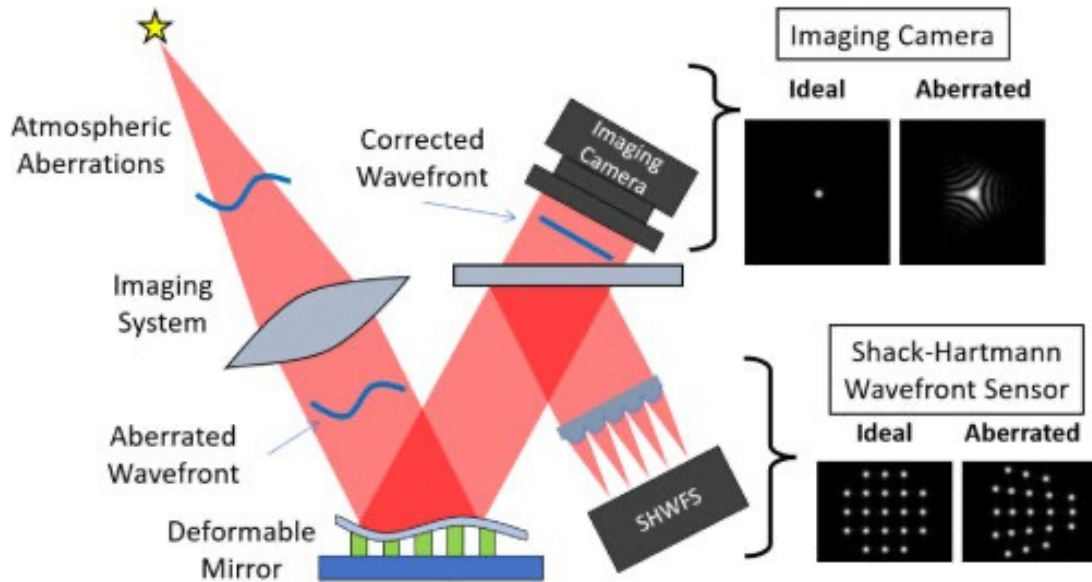 Atmospheric
Aberrations
Imaging
System
Aberrated
Wavefront
Deformable
Mirror
Corrected
Wavefront
Imaging
Camera
SHWFS
Imaging Camera
Ideal Aberrated
Shack-Hartmann
Wavefront Sensor
Ideal Aberrated